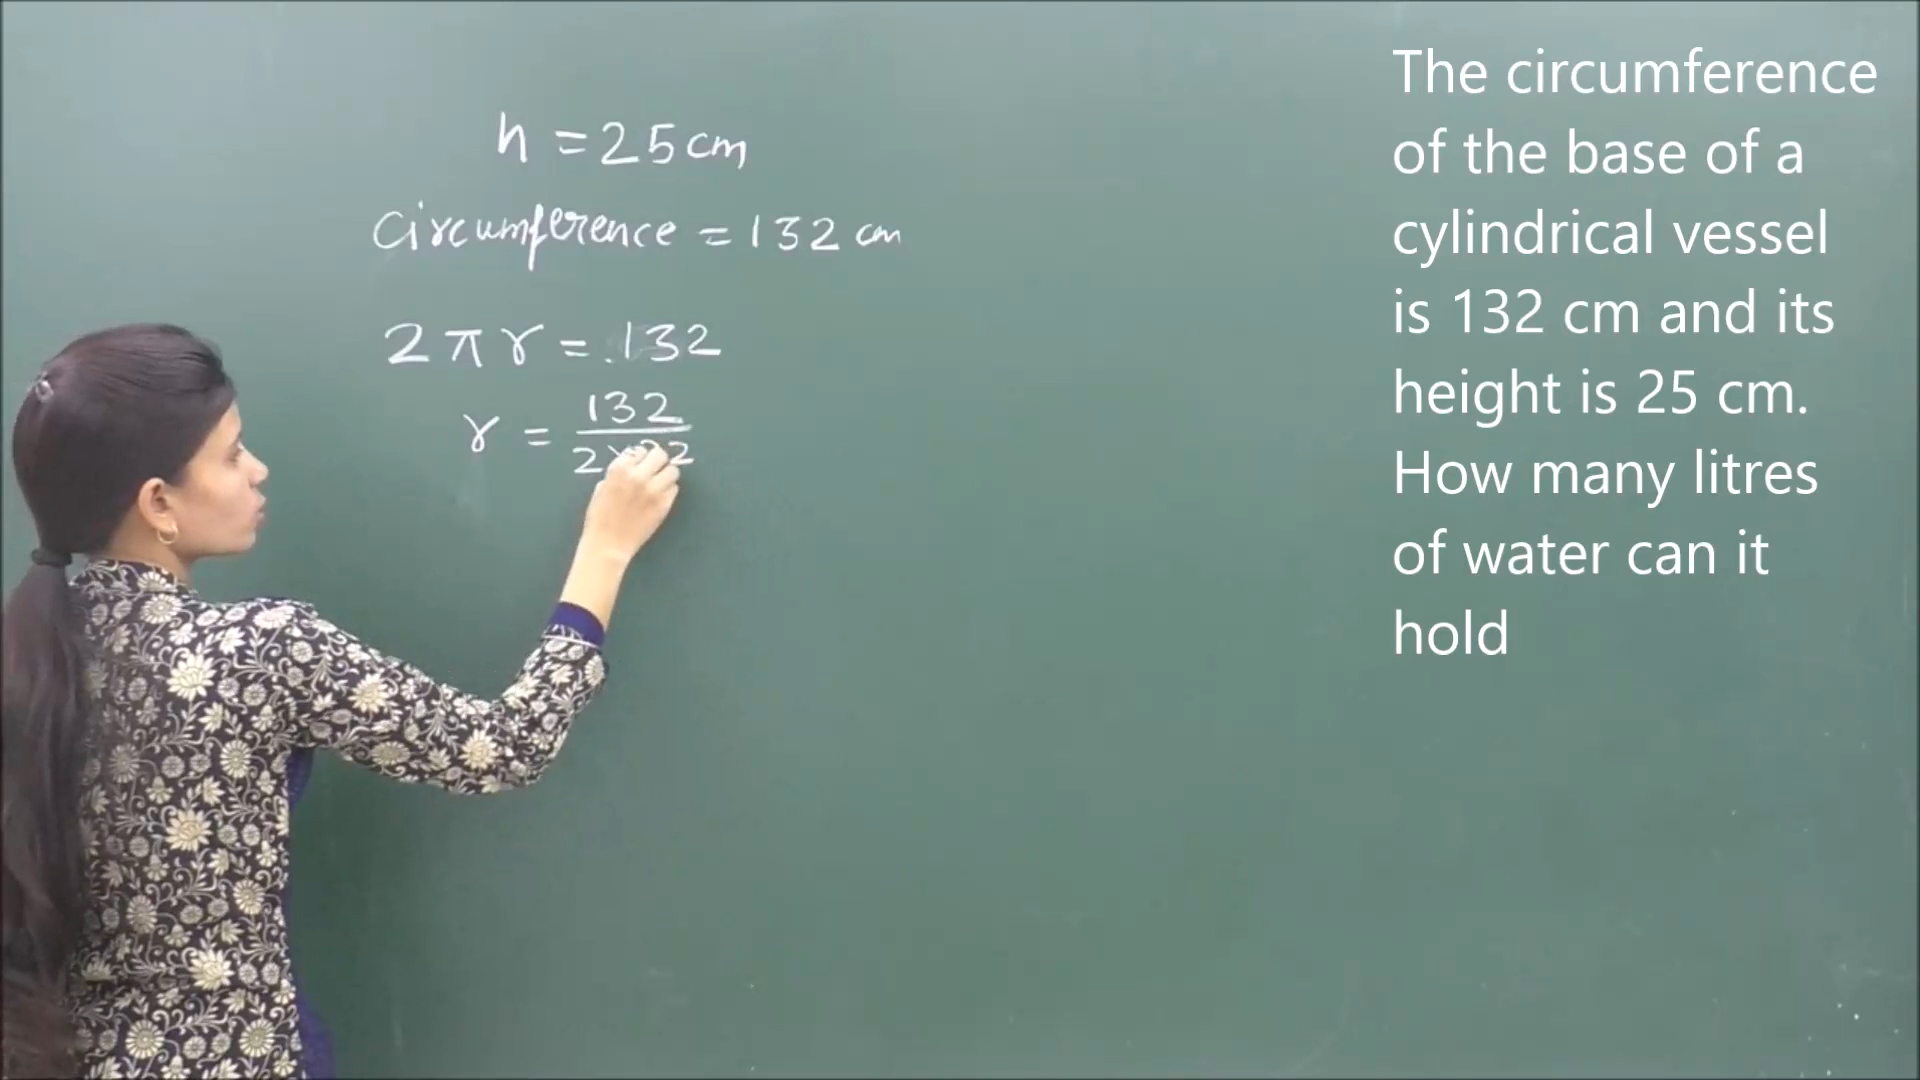 h = 25 cm
Circumference = 132 cm
2 π r = 132
r = 132
2 × 22
The circumference
of the base of a
cylindrical vessel
is 132 cm and its
height is 25 cm.
How many litres
of water can it
hold